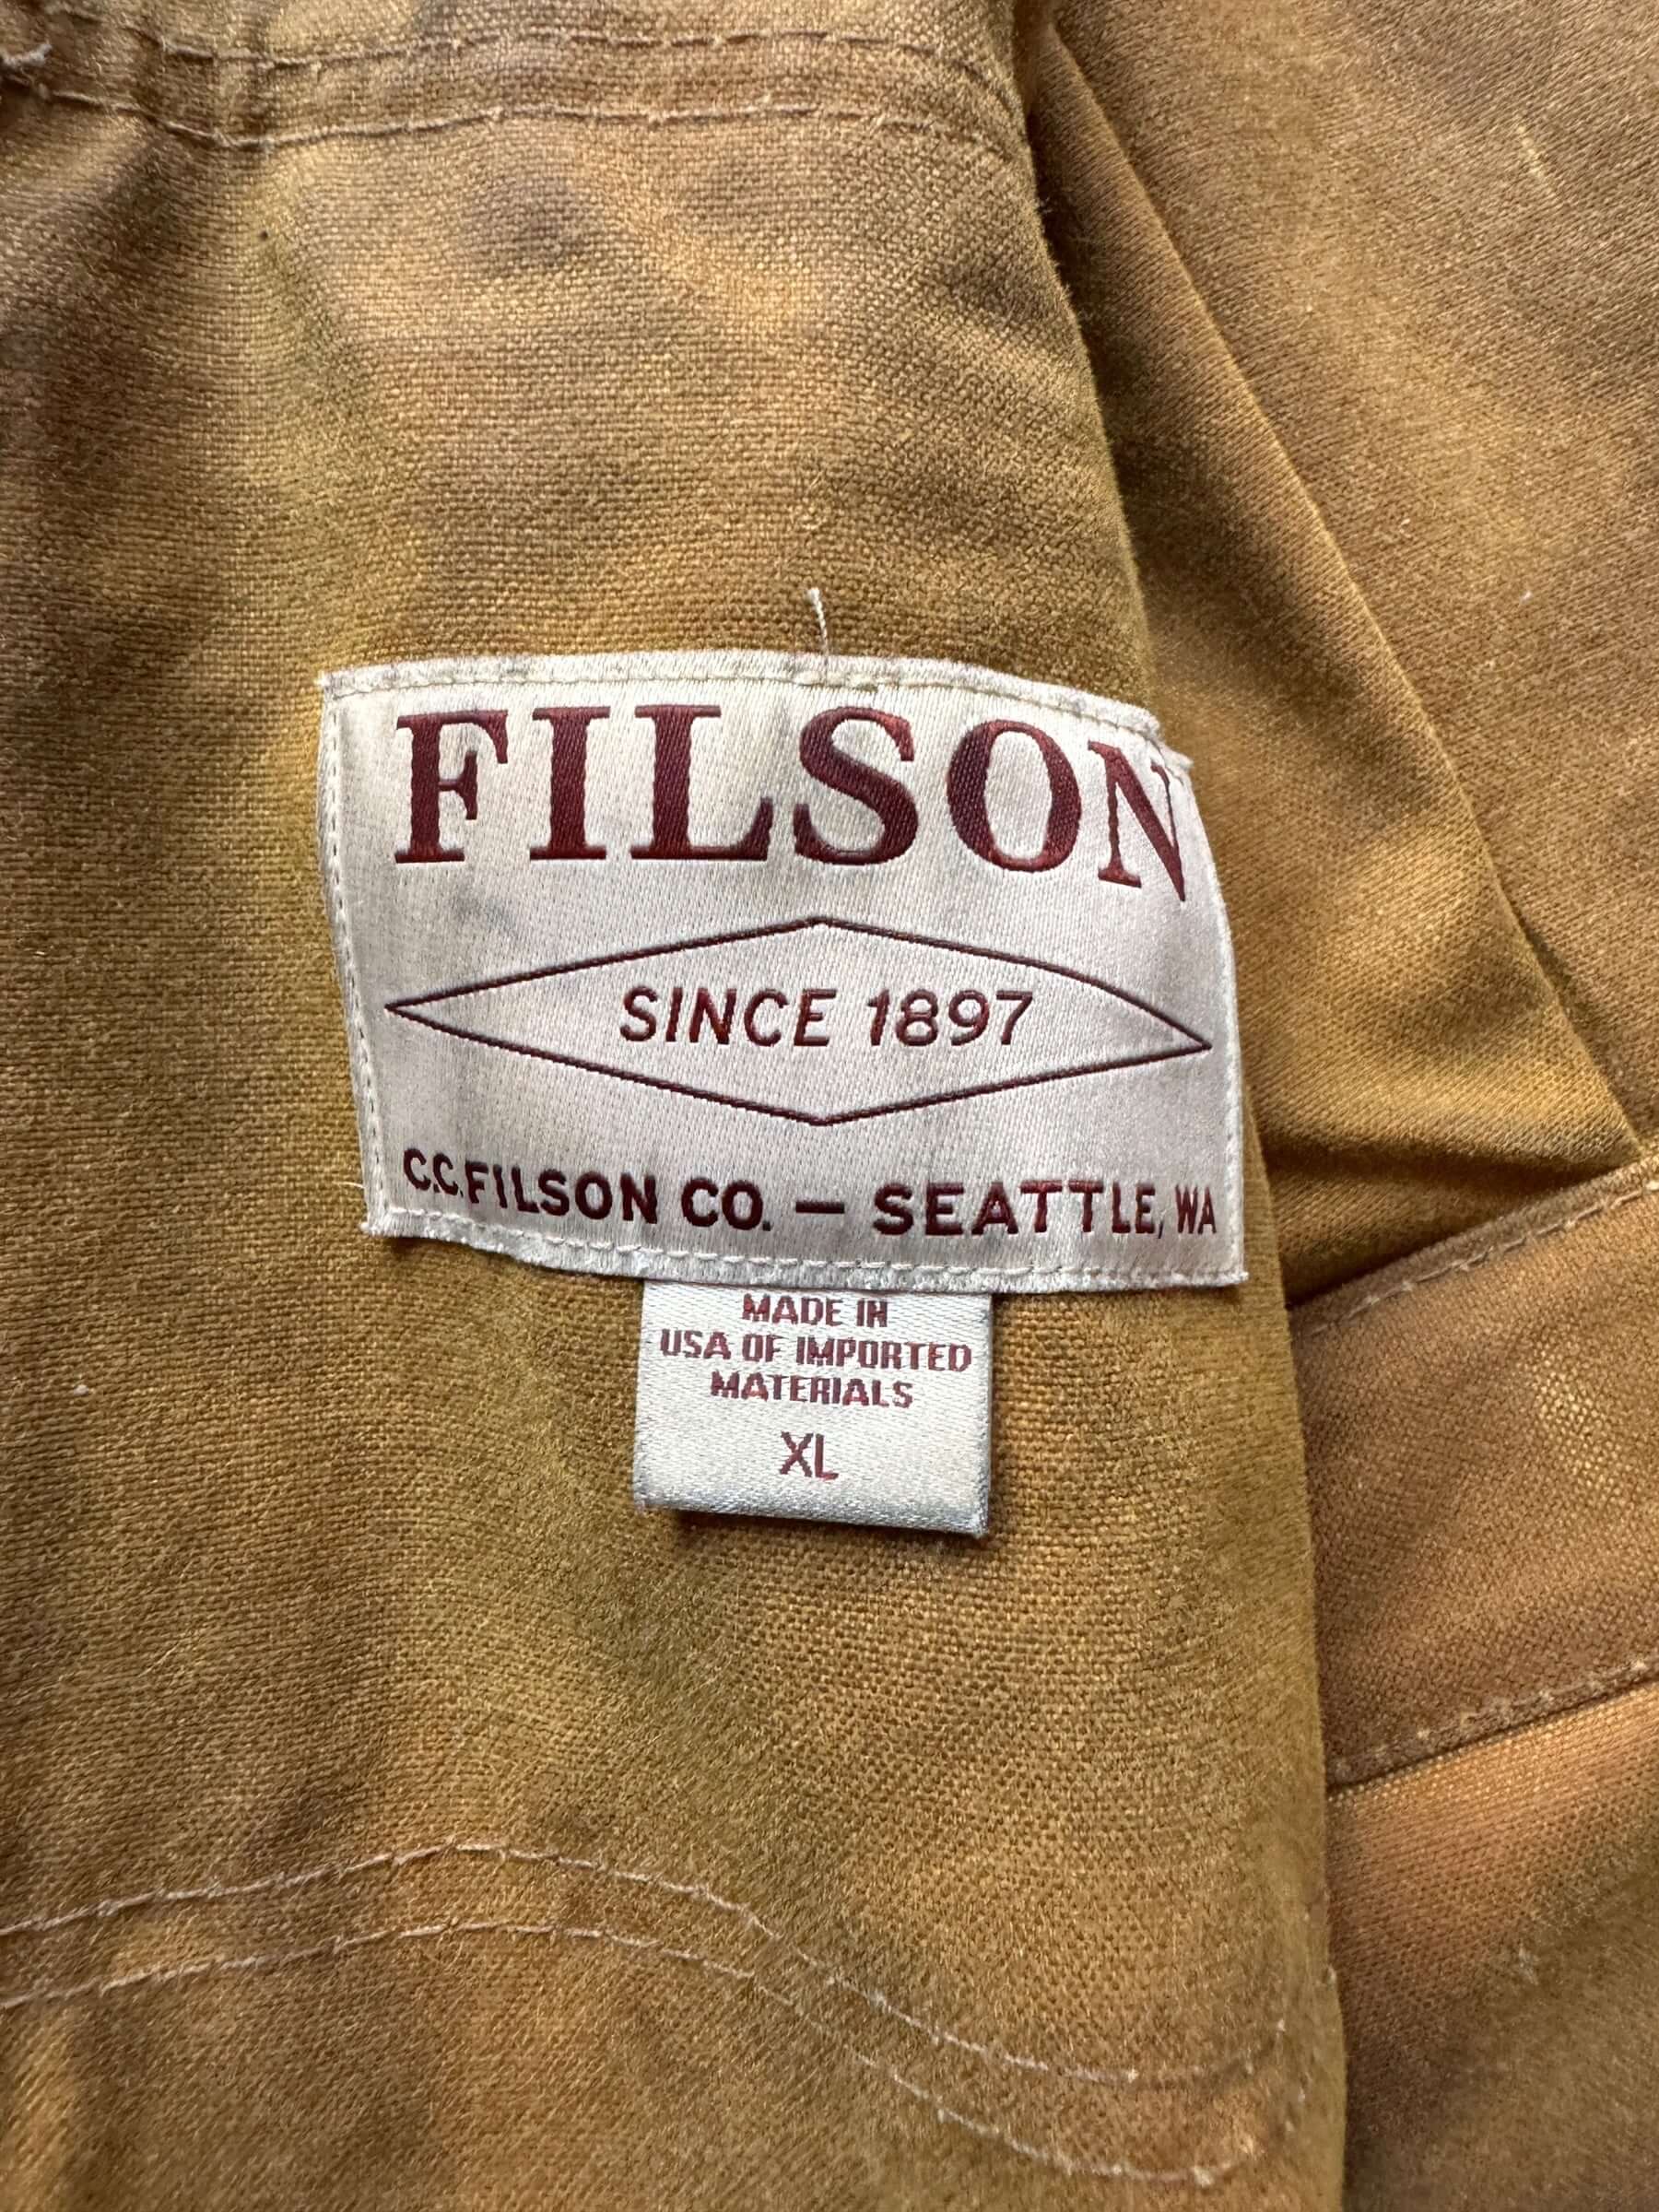 FILSON
SINCE 1897
C.C.FILSON CO. — SEATTLE, WA
MADE IN
USA OF IMPORTED
MATERIALS
XL